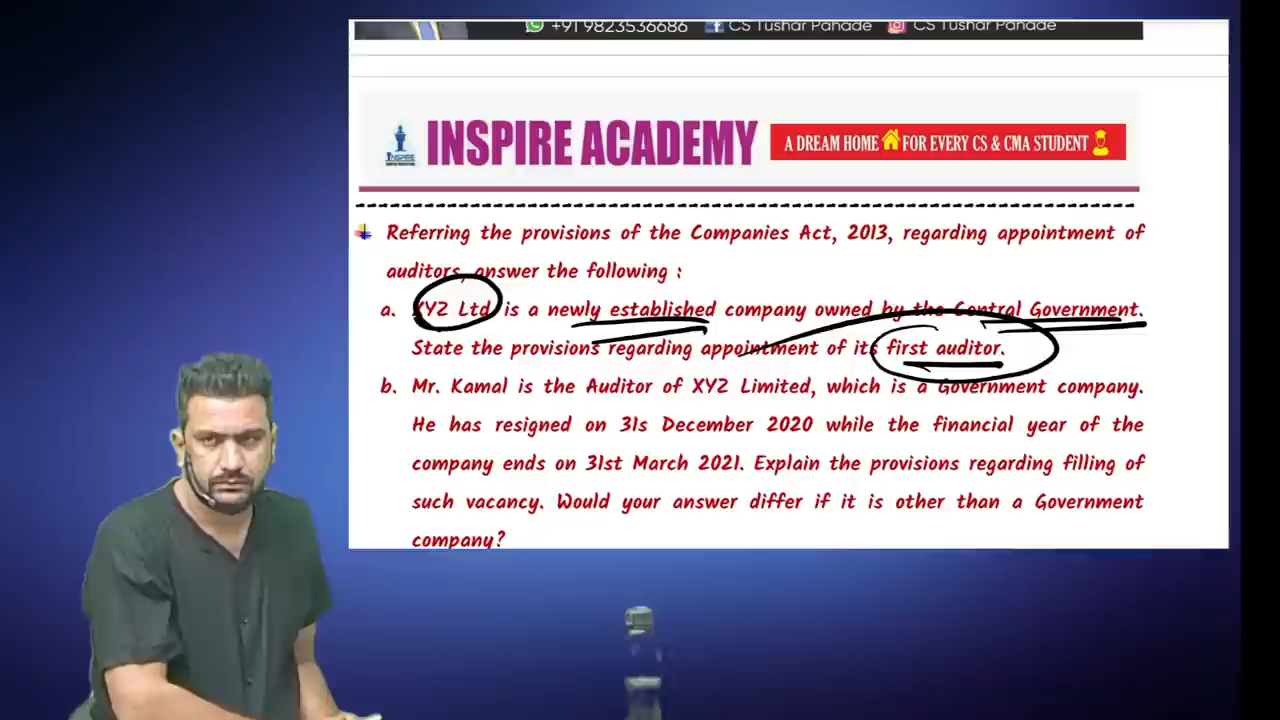 +91 9823536686 CS Tushar Pahade CS Tushar Pahade
INSPIRE ACADEMY
A DREAM HOME FOR EVERY CS & CMA STUDENT
INSPIRE
Referring the provisions of the Companies Act, 2013, regarding appointment of
auditors, answer the following :
a. XYZ Ltd is a newly established company owned by the Central Government.
State the provisions regarding appointment of its first auditor.
b. Mr. Kamal is the Auditor of XYZ Limited, which is a Government company.
He has resigned on 31s December 2020 while the financial year of the
company ends on 31st March 2021. Explain the provisions regarding filling of
such vacancy. Would your answer differ if it is other than a Government
company?